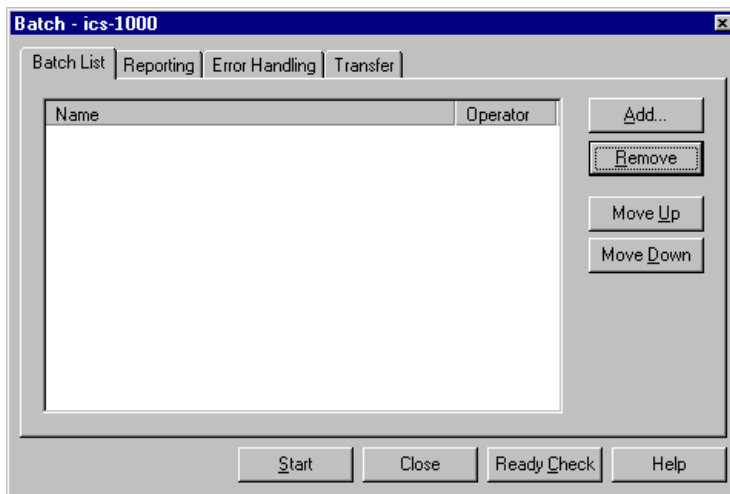 Batch - ics-1000
Batch List Reporting Error Handling Transfer
Name Operator
Add...
Remove
Move Up
Move Down
Start Close Ready Check Help